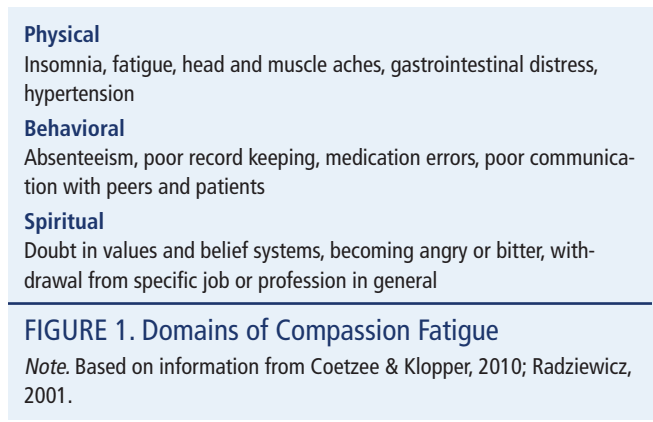 Physical
Insomnia, fatigue, head and muscle aches, gastrointestinal distress,
hypertension
Behavioral
Absenteeism, poor record keeping, medication errors, poor communica-
tion with peers and patients
Spiritual
Doubt in values and belief systems, becoming angry or bitter, with-
drawal from specific job or profession in general
FIGURE 1. Domains of Compassion Fatigue
Note. Based on information from Coetzee & Klopper, 2010; Radziewicz,
2001.